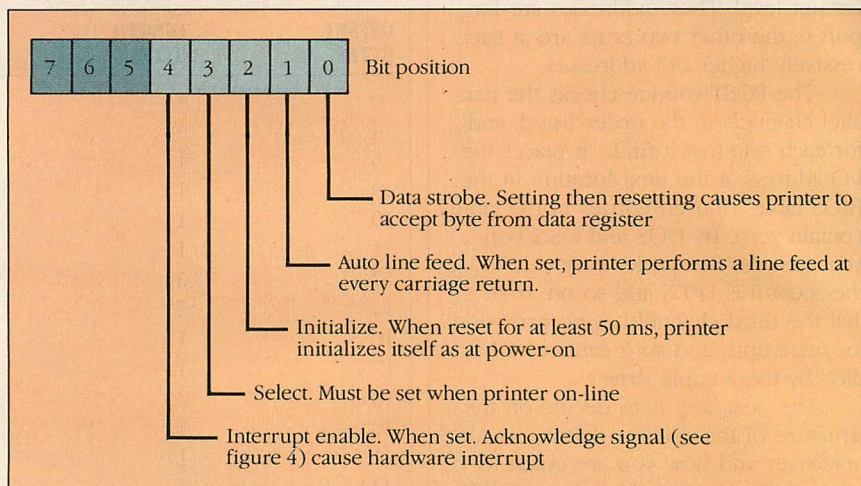 7 6 5 4 3 2 1 0 Bit position
Data strobe. Setting then resetting causes printer to
accept byte from data register
Auto line feed. When set, printer performs a line feed at
every carriage return.
Initialize. When reset for at least 50 ms, printer
initializes itself as at power-on
Select. Must be set when printer on-line
Interrupt enable. When set. Acknowledge signal (see
figure 4) cause hardware interrupt